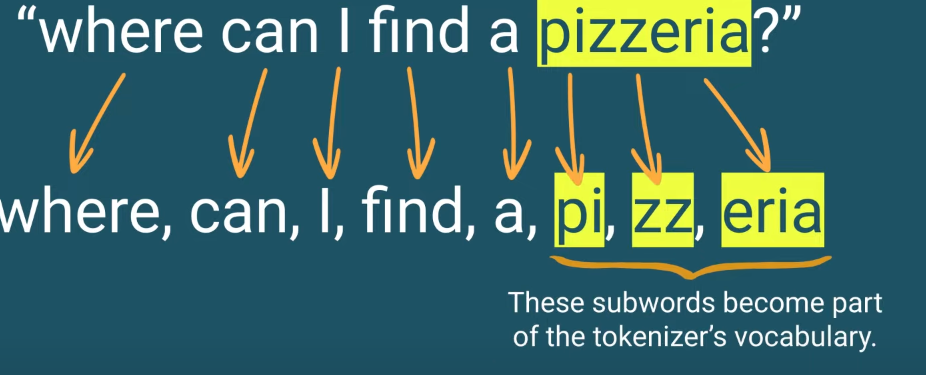 “where can I find a pizzeria?”
where, can, I, find, a, pi, zz, eria
These subwords become part
of the tokenizer’s vocabulary.